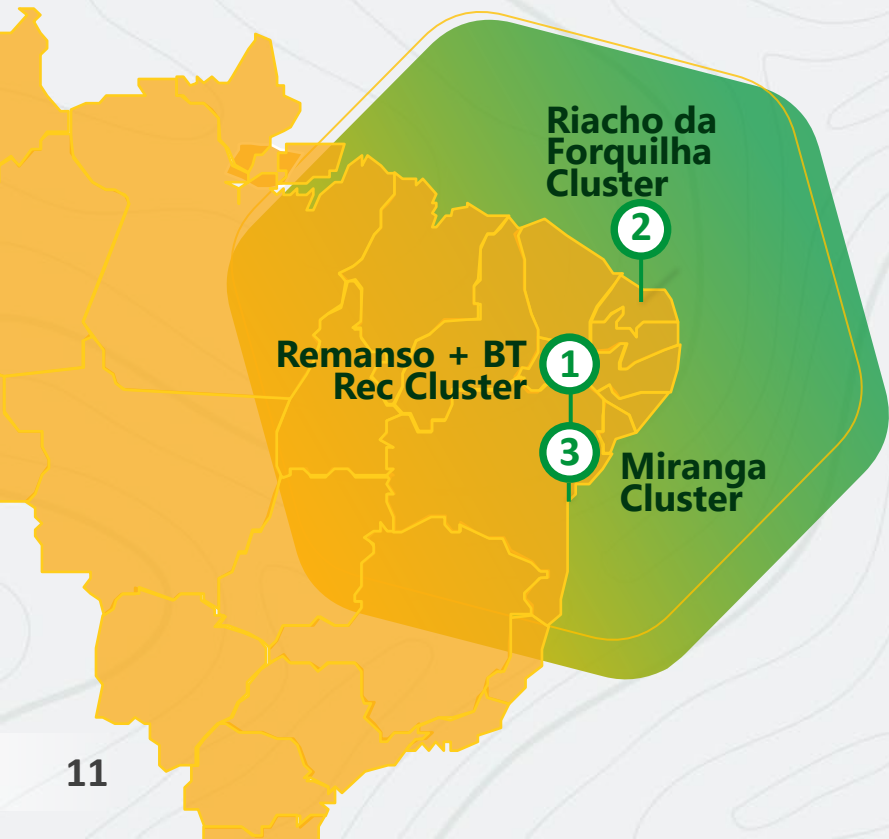 Riacho da
Forquilha
Cluster
2
Remanso + BT
Rec Cluster
1
3
Miranga
Cluster
11